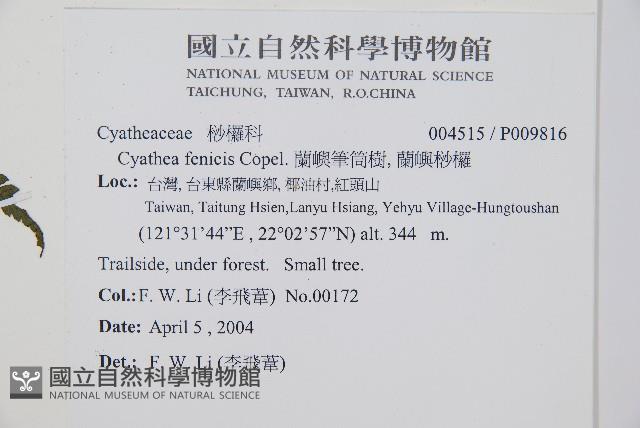 國立自然科學博物館
NATIONAL MUSEUM OF NATURAL SCIENCE
TAICHUNG, TAIWAN, R.O.CHINA
Cyatheaceae 桫欏科 004515 / P009816
Cyathea fenicis Copel. 蘭嶼筆筒樹, 蘭嶼桫欏
Loc.: 台灣, 台東縣蘭嶼鄉, 椰油村,紅頭山
Taiwan, Taitung Hsien,Lanyu Hsiang, Yehyu Village-Hungtoushan
(121°31′44″E , 22°02′57″N) alt. 344 m.
Trailside, under forest. Small tree.
Col.: F. W. Li (李飛葦) No.00172
Date: April 5 , 2004
Det.: F. W. Li (李飛葦)
國立自然科學博物館
NATIONAL MUSEUM OF NATURAL SCIENCE